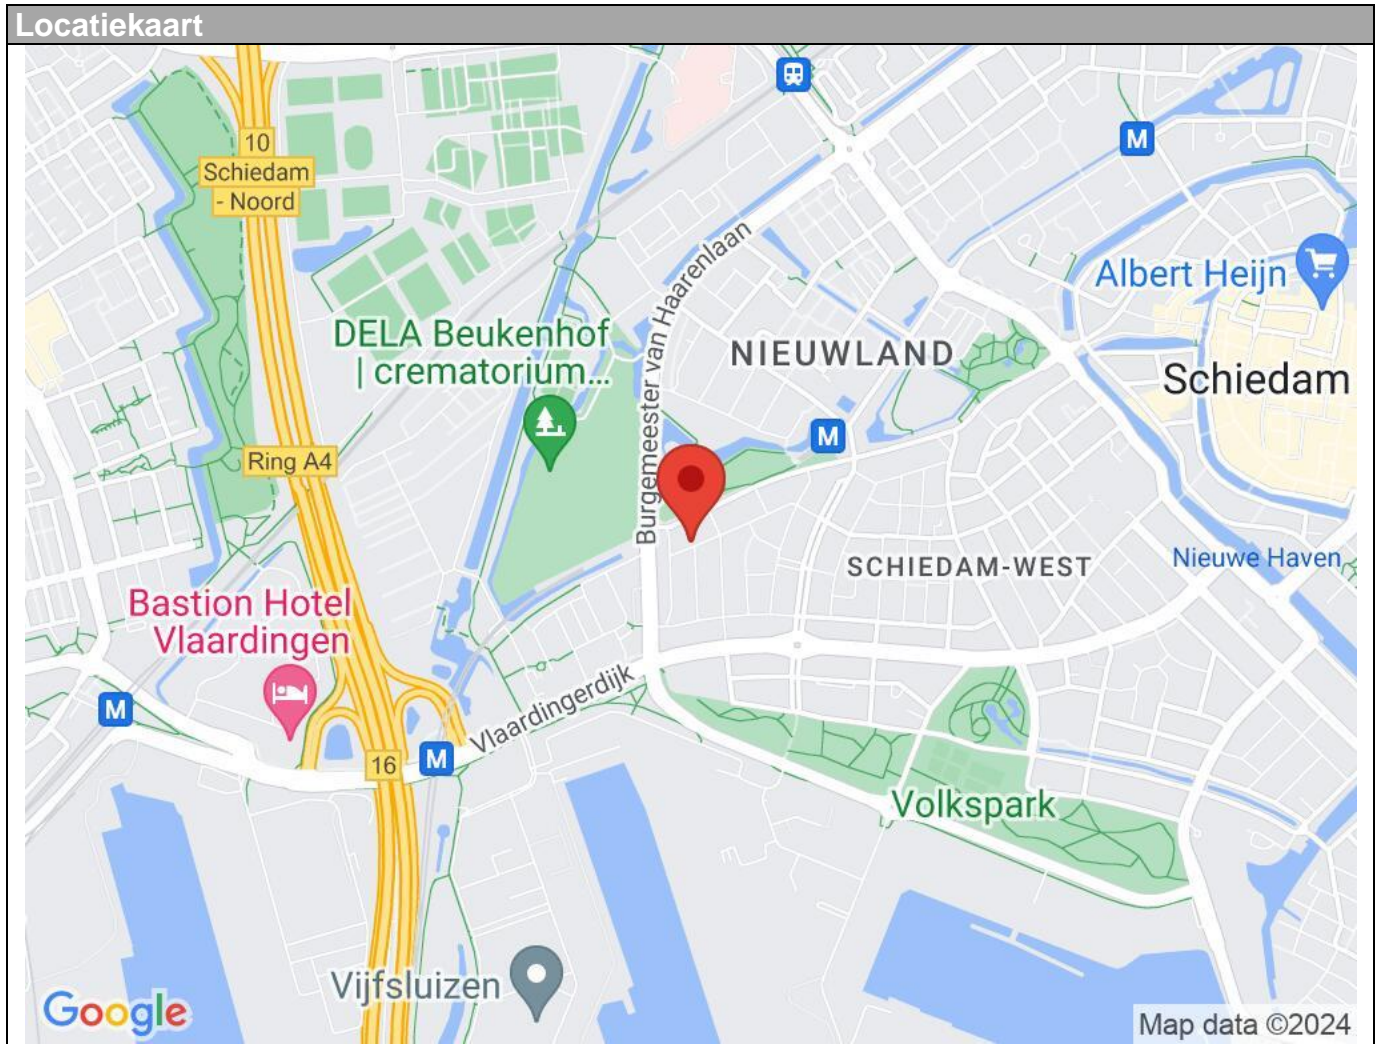 Locatiekaart
10
Schiedam
- Noord
M
Albert Heijn
Burgemeester van Haarenlaan
DELA Beukenhof
| crematorium...
NIEUWLAND
Schiedam
M
Ring A4
SCHIEDAM-WEST
Nieuwe Haven
Bastion Hotel
Vlaardingen
M
Vlaardingerdijk
16
M
Volkspark
Vijfsluizen
Google
Map data ©2024